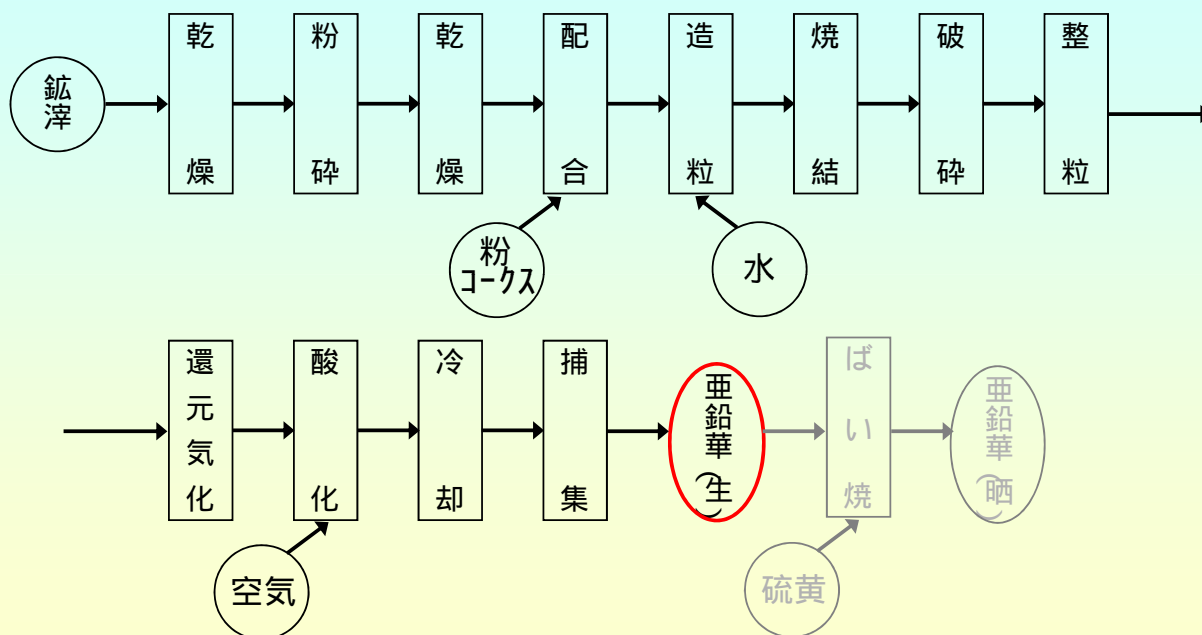 鉱滓
乾燥
粉砕
乾燥
配合
造粒
焼結
破砕
整粒
粉
コークス
水
還元気化
酸化
冷却
捕集
亜鉛華(生)
ばい焼
亜鉛華(晒)
空気
硫黄